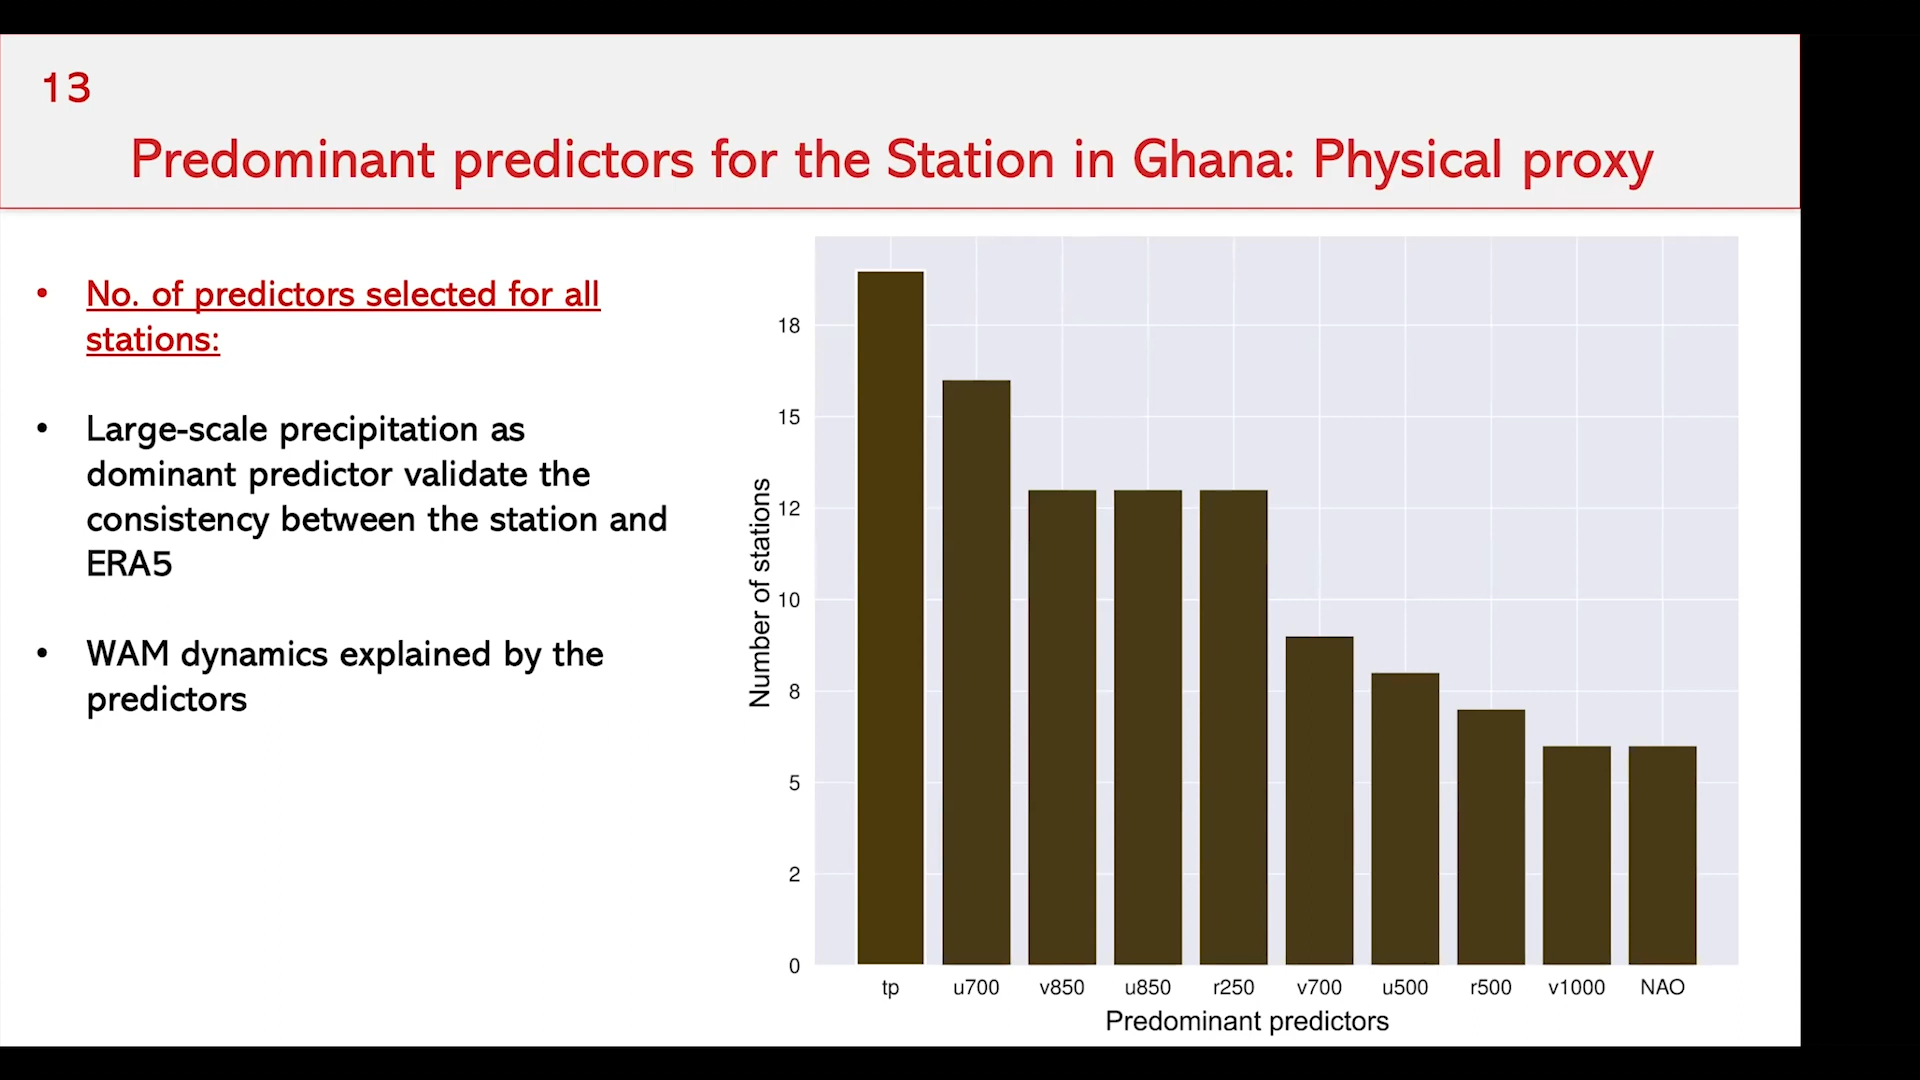 13
Predominant predictors for the Station in Ghana: Physical proxy
• No. of predictors selected for all
stations:
• Large-scale precipitation as
dominant predictor validate the
consistency between the station and
ERA5
• WAM dynamics explained by the
predictors
Number of stations
18
15
12
10
8
5
2
0
tp u700 v850 u850 r250 v700 u500 r500 v1000 NAO
Predominant predictors